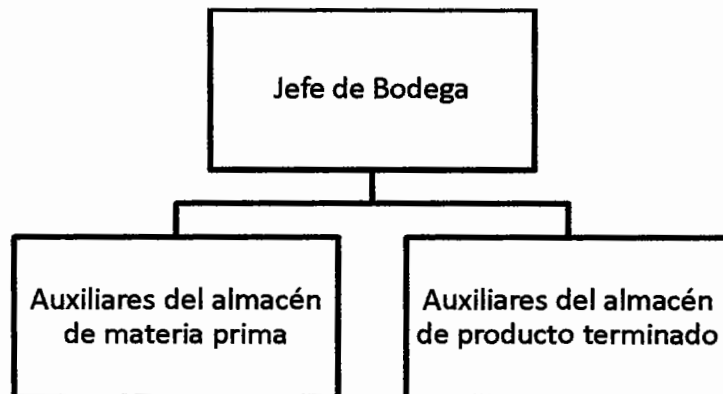 Jefe de Bodega
Auxiliares del almacén
de materia prima
Auxiliares del almacén
de producto terminado